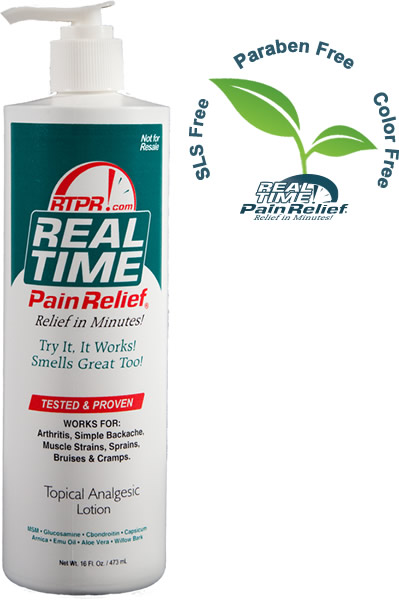 Not for
Resale
RTPR!.com
REAL
TIME
Pain Relief®
Relief in Minutes!
Try It, It Works!
Smells Great Too!
TESTED & PROVEN
WORKS FOR:
Arthritis, Simple Backache,
Muscle Strains, Sprains,
Bruises & Cramps.
Topical Analgesic
Lotion
MSM • Glucosamine • Chondroitin • Capsicum
Arnica • Emu Oil • Aloe Vera • Willow Bark
Net Wt. 16 Fl. Oz. / 473 mL
SLS Free
Paraben Free
Color Free
REAL
TIME
Pain Relief®
Relief in Minutes!